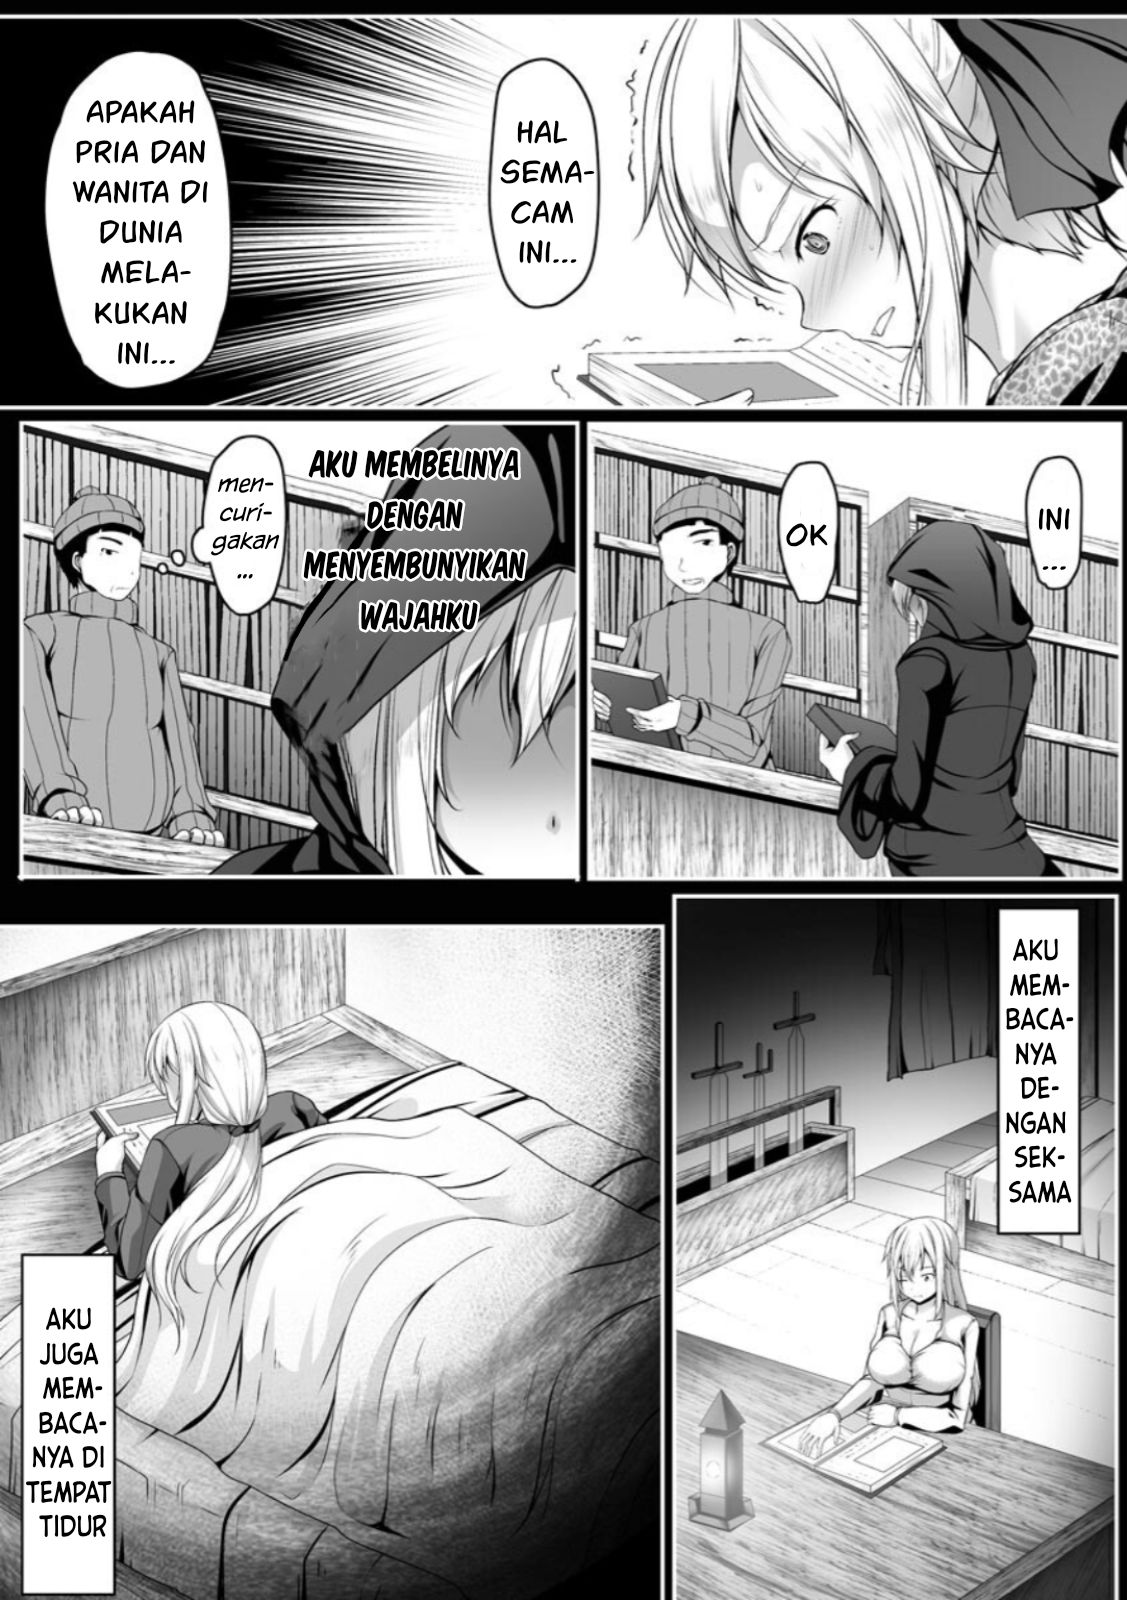 HAL
SEMA-
CAM
INI...
APAKAH
PRIA DAN
WANITA DI
DUNIA
MELA-
KUKAN
INI...
INI
...
OK
AKU MEMBELINYA
DENGAN
MENYEMBUNYIKAN
WAJAHKU
men-
curi-
gakan
...
AKU
MEM-
BACA-
NYA
DE-
NGAN
SEK-
SAMA
AKU
JUGA
MEM-
BACA-
NYA DI
TEMPAT
TIDUR